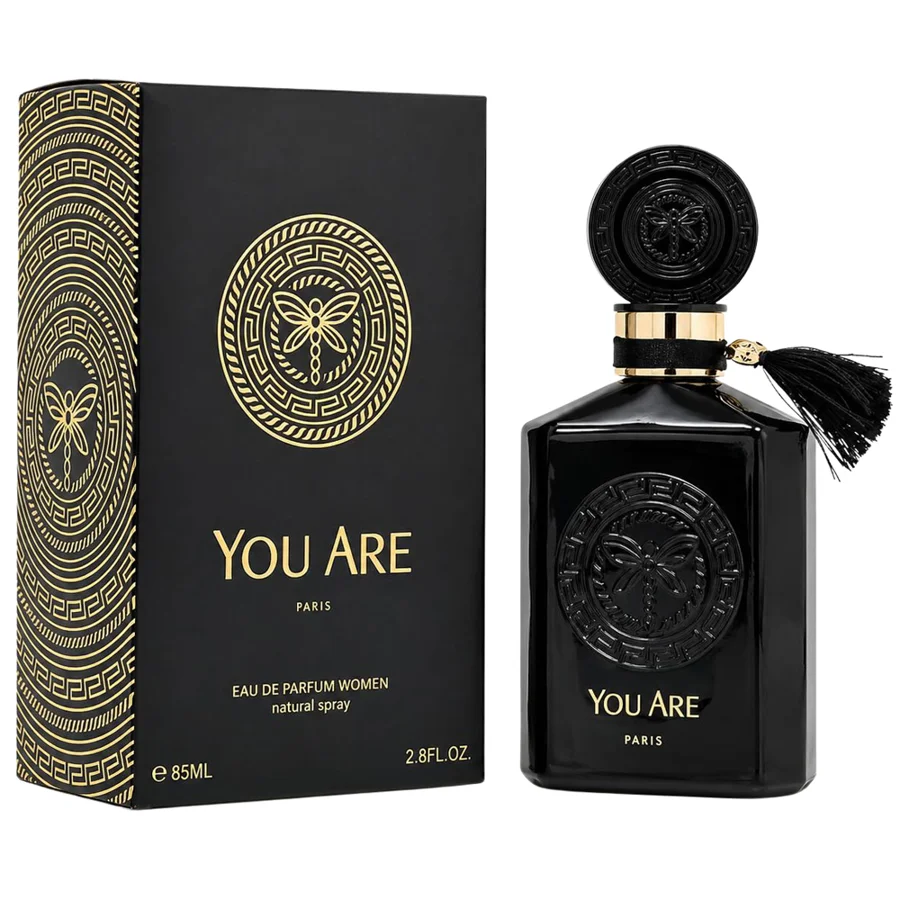 YOU ARE
PARIS
EAU DE PARFUM WOMEN
natural spray
℮ 85ML
2.8FL.OZ.
YOU ARE
PARIS